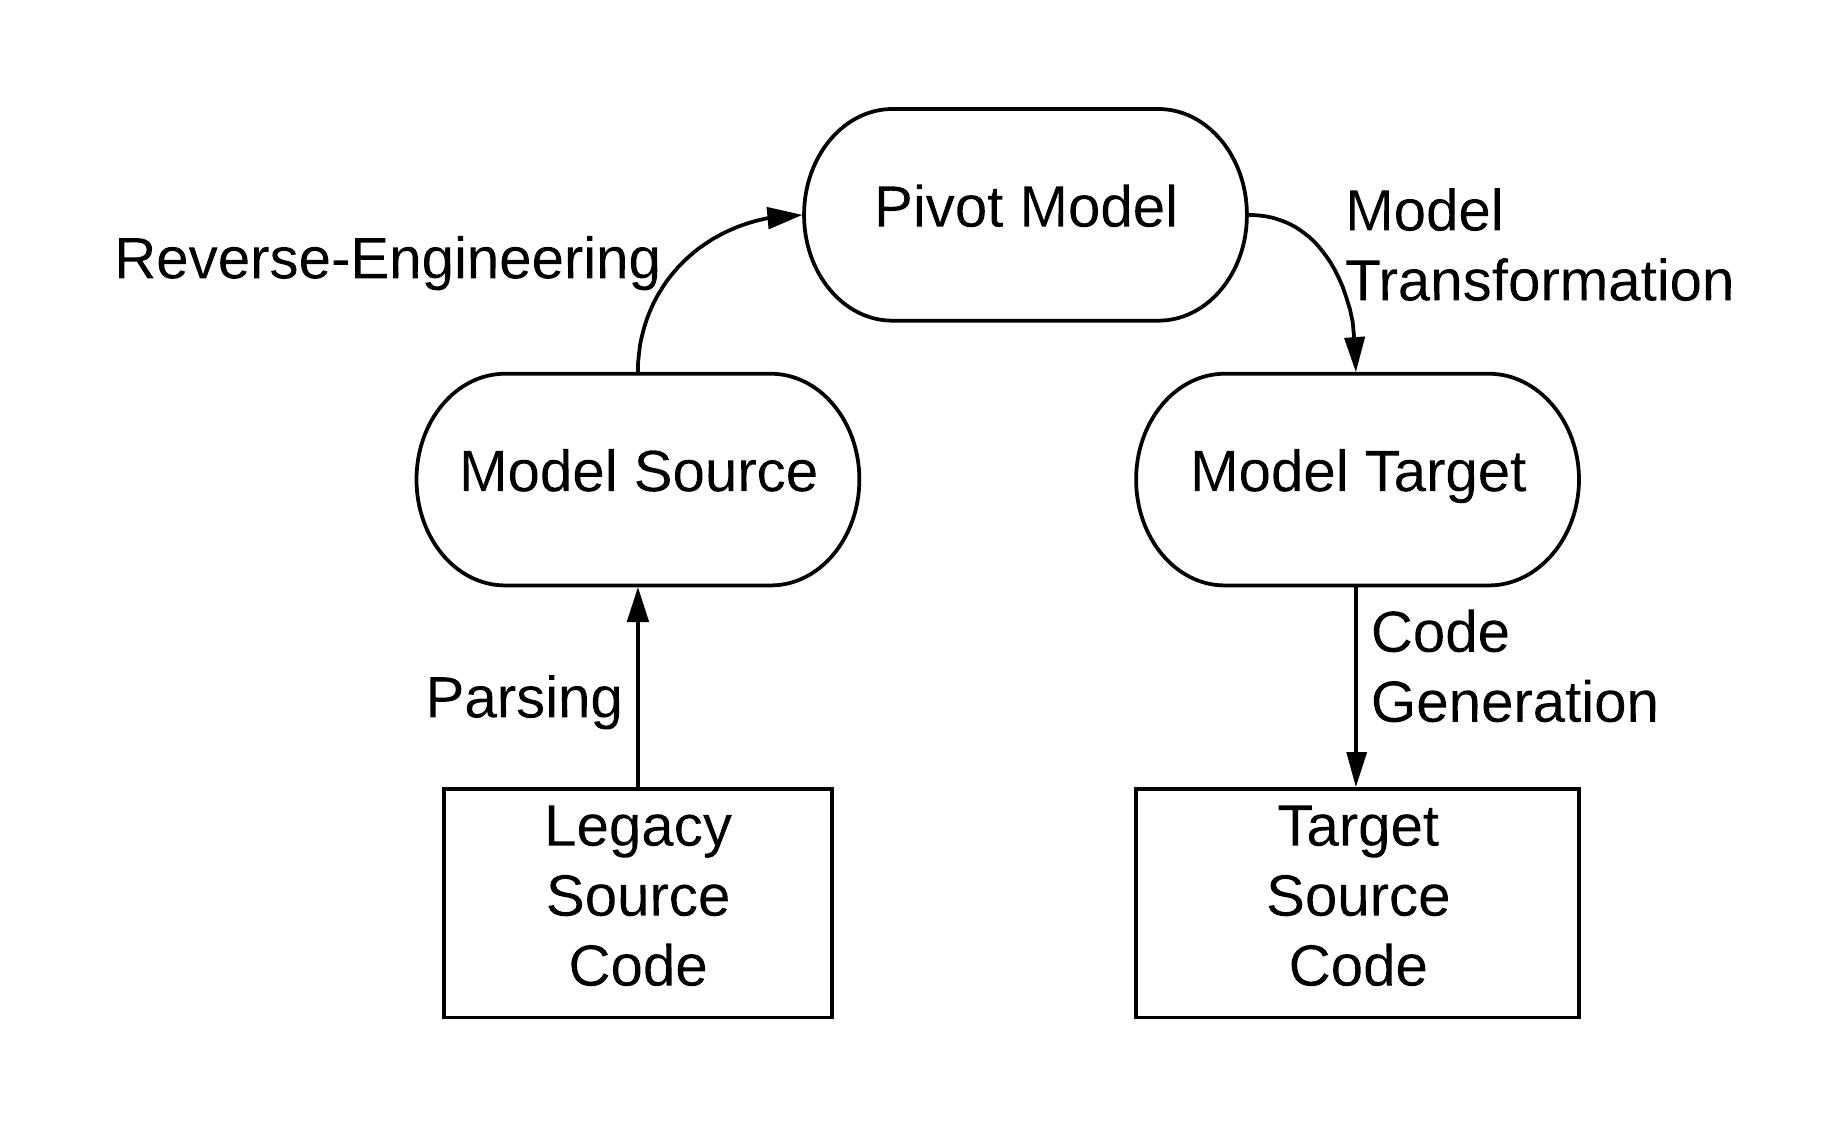 Pivot Model
Model
Transformation
Reverse-Engineering
Model Source
Model Target
Code
Generation
Parsing
Legacy
Source
Code
Target
Source
Code